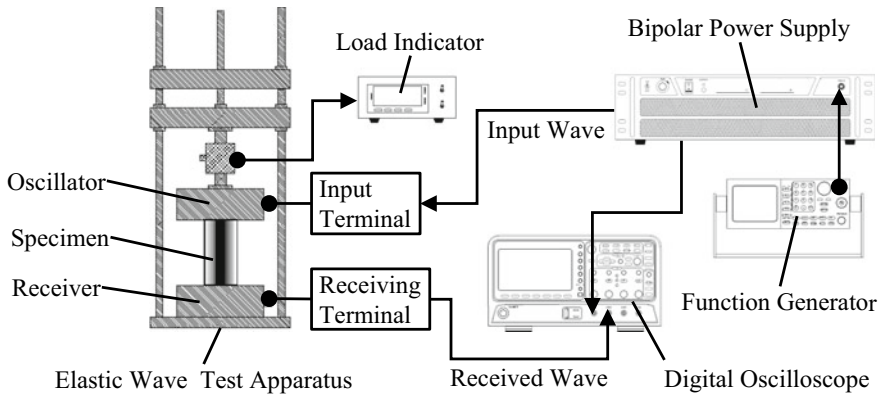 Load Indicator
Bipolar Power Supply
Input Wave
Oscillator
Input
Terminal
Specimen
Receiver
Receiving
Terminal
Function Generator
Elastic Wave Test Apparatus
Received Wave
Digital Oscilloscope